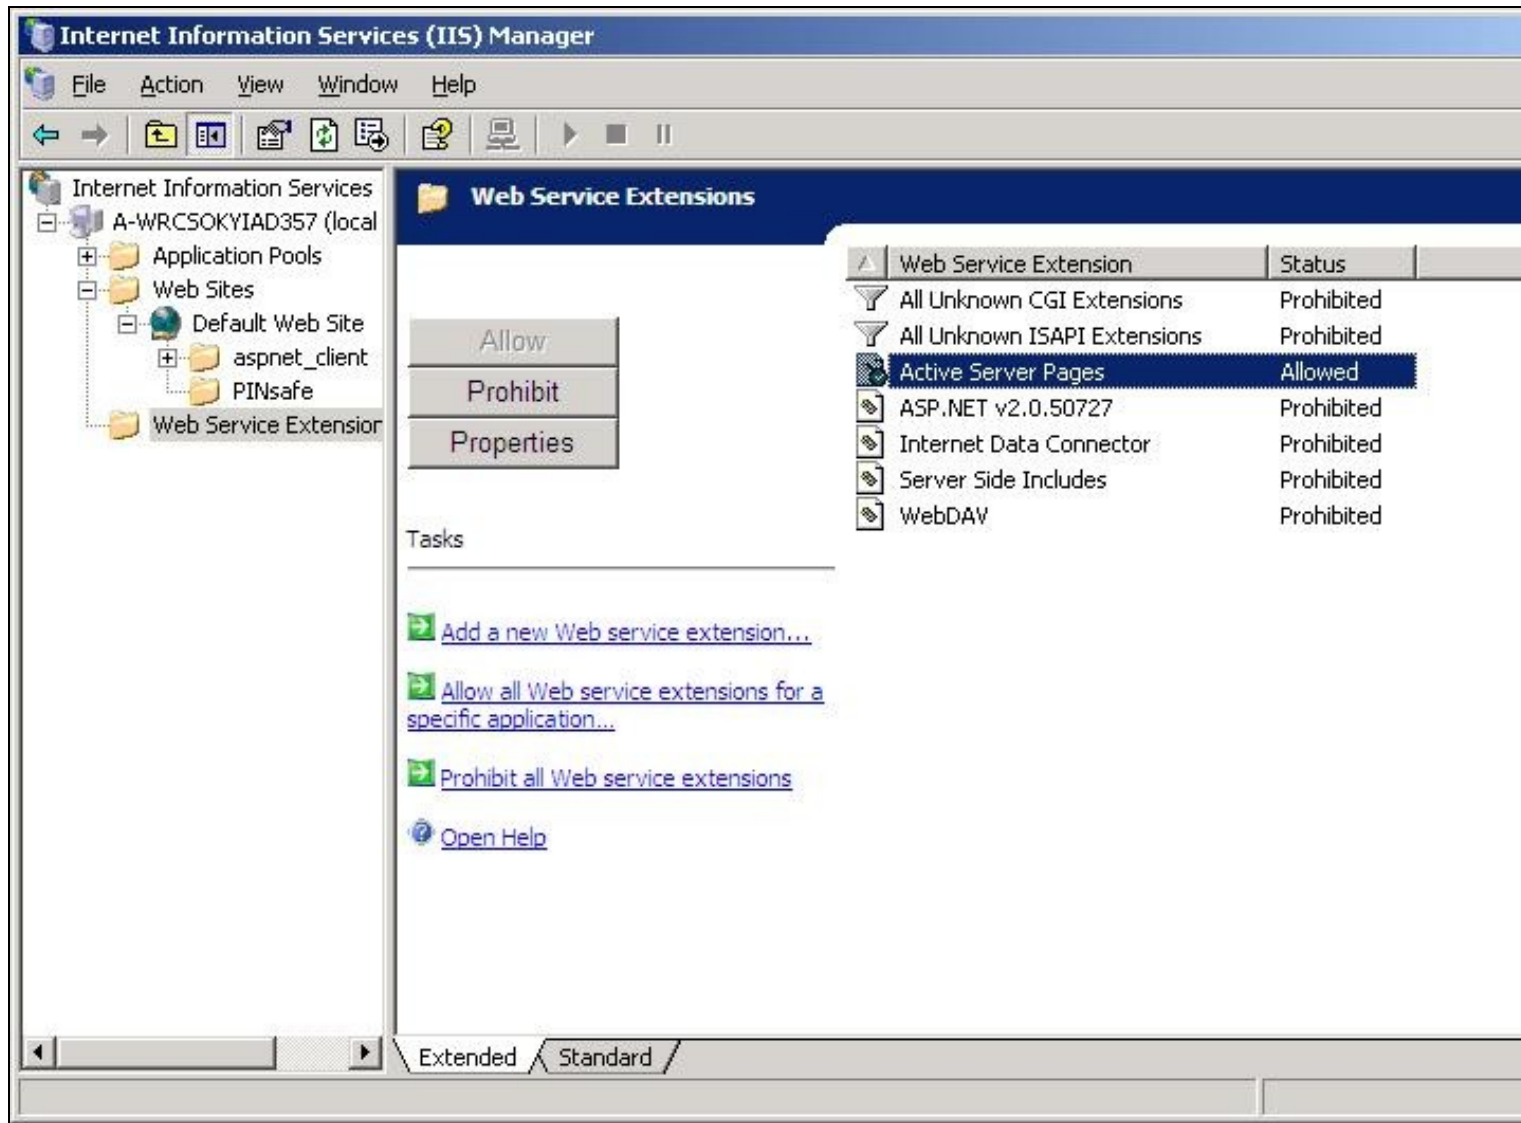 Internet Information Services (IIS) Manager
File Action View Window Help
Internet Information Services
A-WRCSOKYIAD357 (local
Application Pools
Web Sites
Default Web Site
aspnet_client
PINsafe
Web Service Extension
Web Service Extensions
Allow
Prohibit
Properties
Tasks
Add a new Web service extension...
Allow all Web service extensions for a
specific application...
Prohibit all Web service extensions
Open Help
Web Service Extension Status
All Unknown CGI Extensions Prohibited
All Unknown ISAPI Extensions Prohibited
Active Server Pages Allowed
ASP.NET v2.0.50727 Prohibited
Internet Data Connector Prohibited
Server Side Includes Prohibited
WebDAV Prohibited
Extended Standard